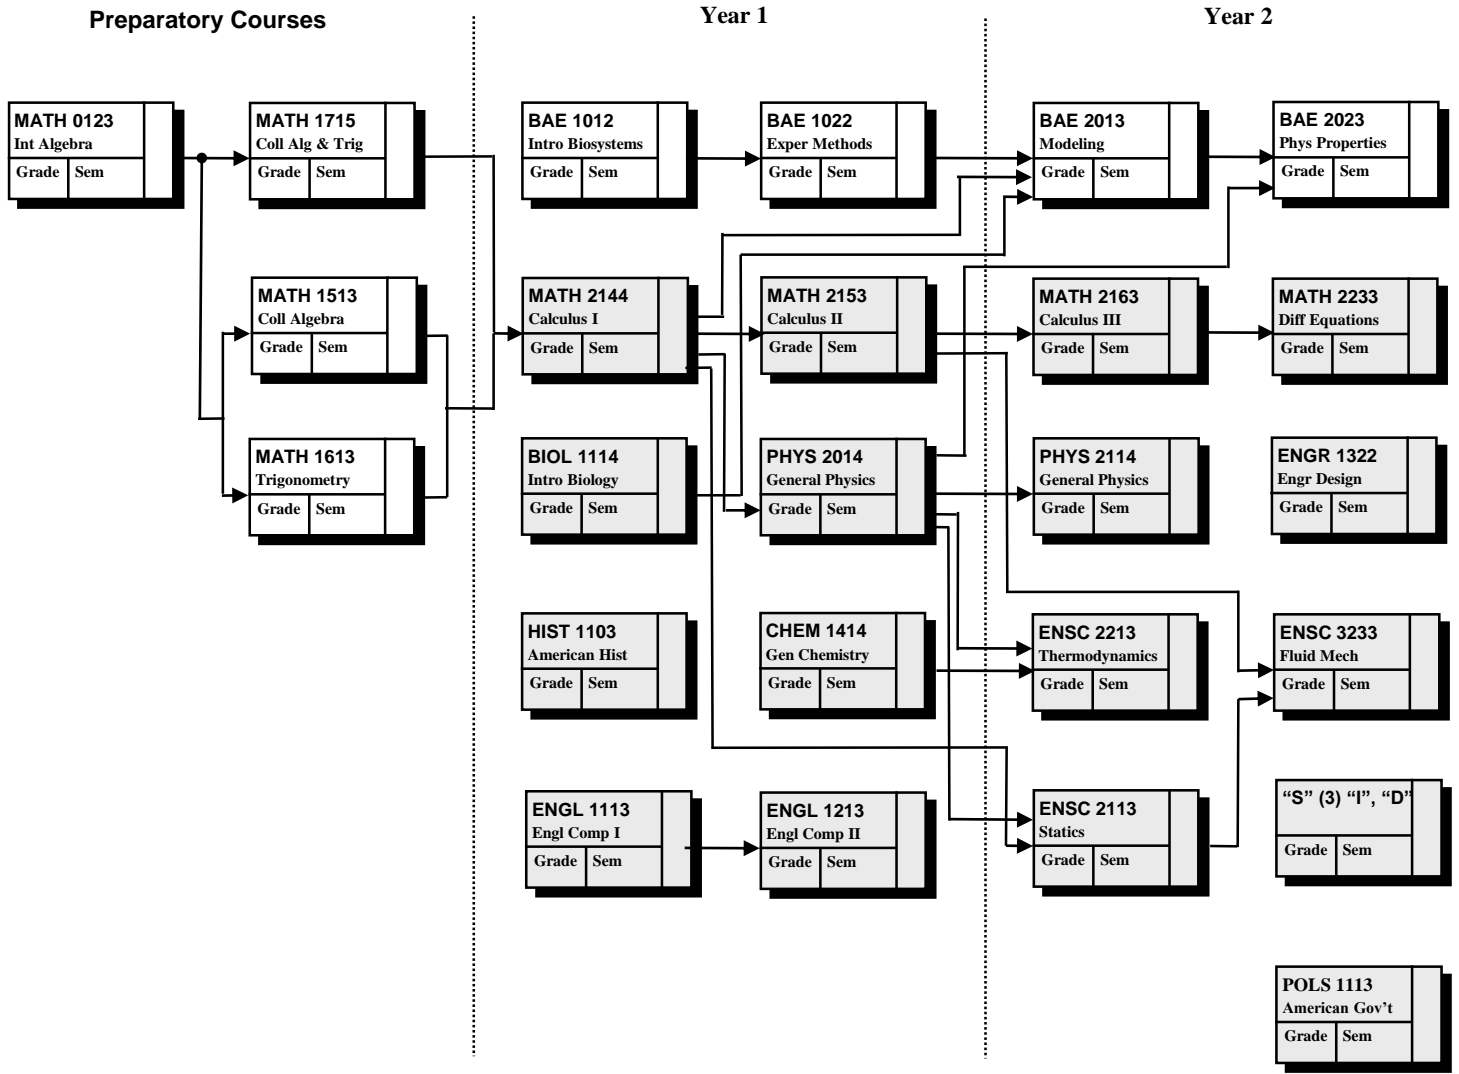 Preparatory Courses
Year 1
Year 2
MATH 0123
Int Algebra
Grade Sem
MATH 1715
Coll Alg & Trig
Grade Sem
BAE 1012
Intro Biosystems
Grade Sem
BAE 1022
Exper Methods
Grade Sem
BAE 2013
Modeling
Grade Sem
BAE 2023
Phys Properties
Grade Sem
MATH 1513
Coll Algebra
Grade Sem
MATH 2144
Calculus I
Grade Sem
MATH 2153
Calculus II
Grade Sem
MATH 2163
Calculus III
Grade Sem
MATH 2233
Diff Equations
Grade Sem
MATH 1613
Trigonometry
Grade Sem
BIOL 1114
Intro Biology
Grade Sem
PHYS 2014
General Physics
Grade Sem
PHYS 2114
General Physics
Grade Sem
ENGR 1322
Engr Design
Grade Sem
HIST 1103
American Hist
Grade Sem
CHEM 1414
Gen Chemistry
Grade Sem
ENSC 2213
Thermodynamics
Grade Sem
ENSC 3233
Fluid Mech
Grade Sem
ENGL 1113
Engl Comp I
Grade Sem
ENGL 1213
Engl Comp II
Grade Sem
ENSC 2113
Statics
Grade Sem
“S” (3) “I”, “D”
Grade Sem
POLS 1113
American Gov’t
Grade Sem